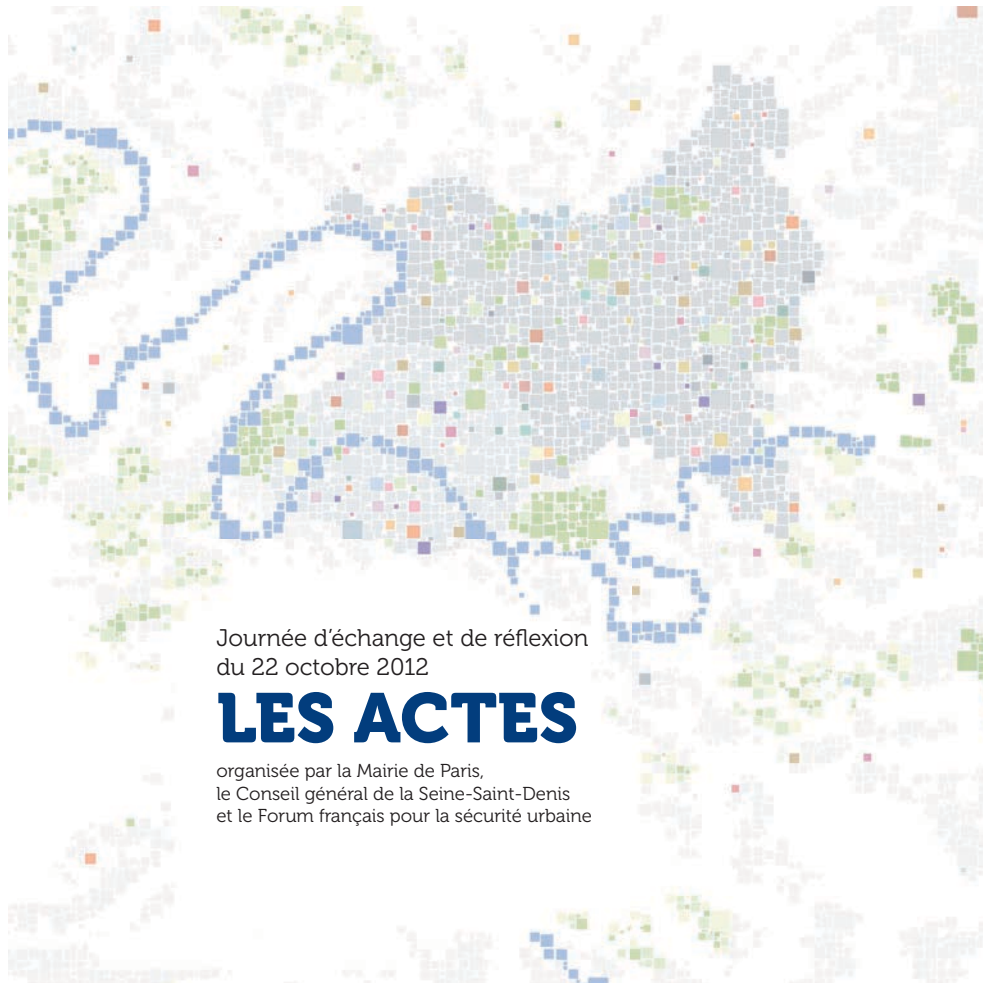 Journée d'échange et de réflexion
du 22 octobre 2012
LES ACTES
organisée par la Mairie de Paris,
le Conseil général de la Seine-Saint-Denis
et le Forum français pour la sécurité urbaine